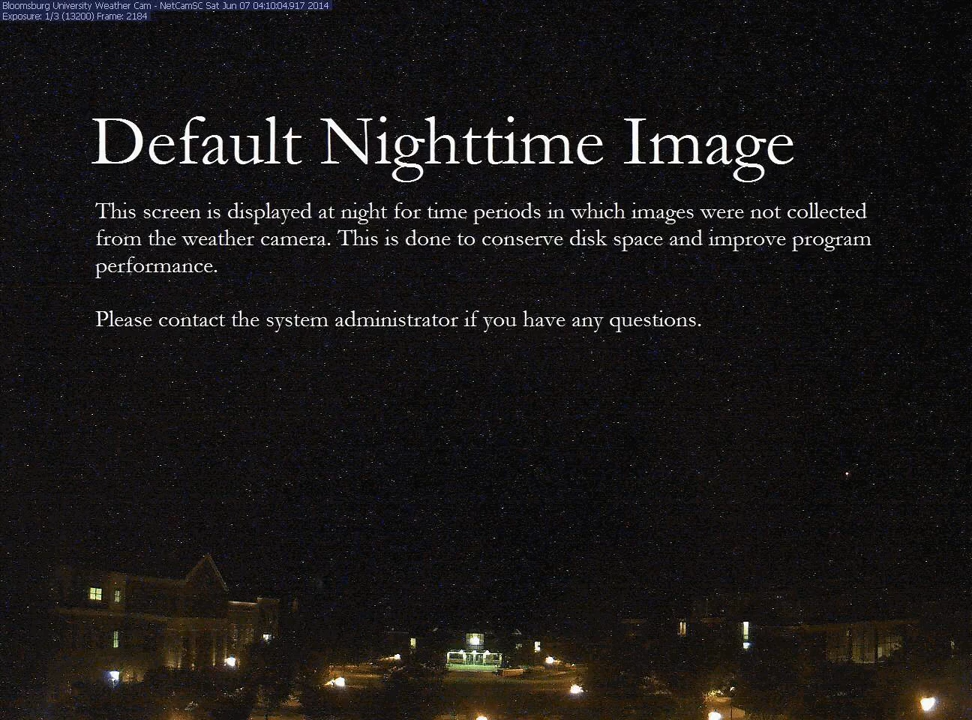 Bloomsburg University Weather Cam - NetCamSC Sat Jun 07 04:10:04.917 2014
Exposure: 1/3 (13200) Frame: 2184
Default Nighttime Image
This screen is displayed at night for time periods in which images were not collected
from the weather camera. This is done to conserve disk space and improve program
performance.
Please contact the system administrator if you have any questions.